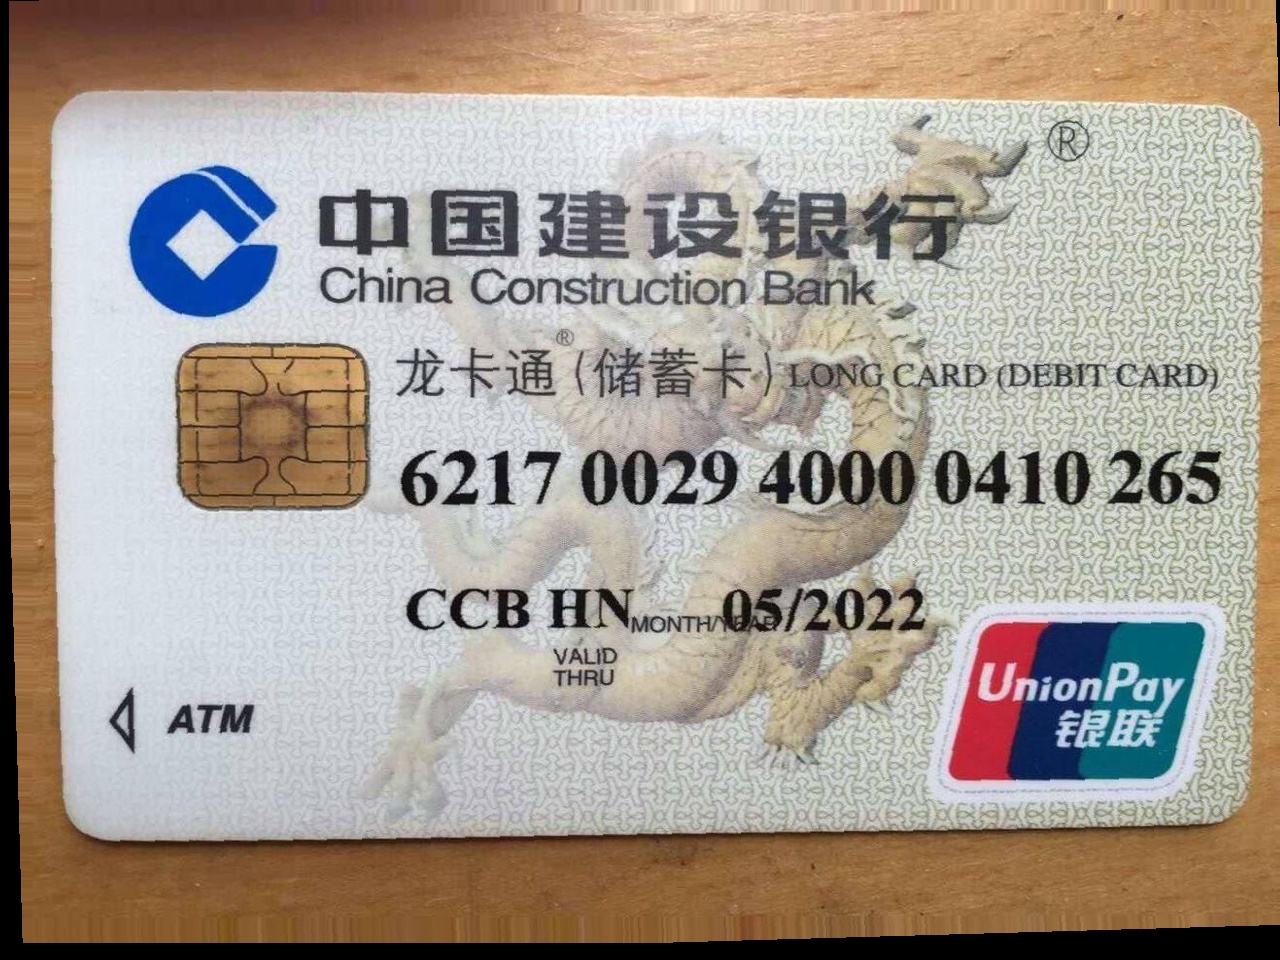 ®
中国建设银行
China Construction Bank
龙卡通®(储蓄卡) LONG CARD (DEBIT CARD)
6217 0029 4000 0410 265
CCB HN MONTH/YEAR 05/2022
VALID
THRU
ATM
UnionPay
银联